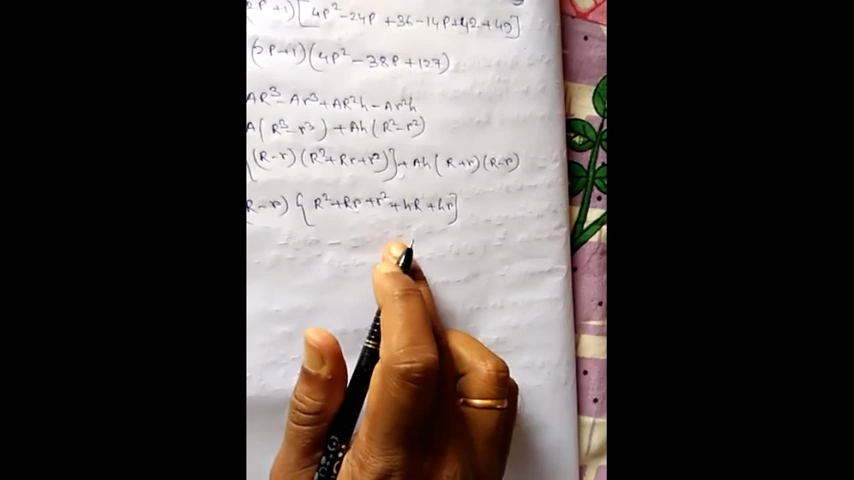 2P+1) [4P² - 24P + 36 - 14P + 42 + 49]
(2P+1) (4P² - 38P + 127)
AR³ - Ar³ + AR²h - Ar²h
A(R³ - r³) + Ah(R² - r²)
{(R-r)(R²+Rr+r²)} + Ah(R+r)(R-r)
R-r) {R²+Rr+r²+hR+hr]